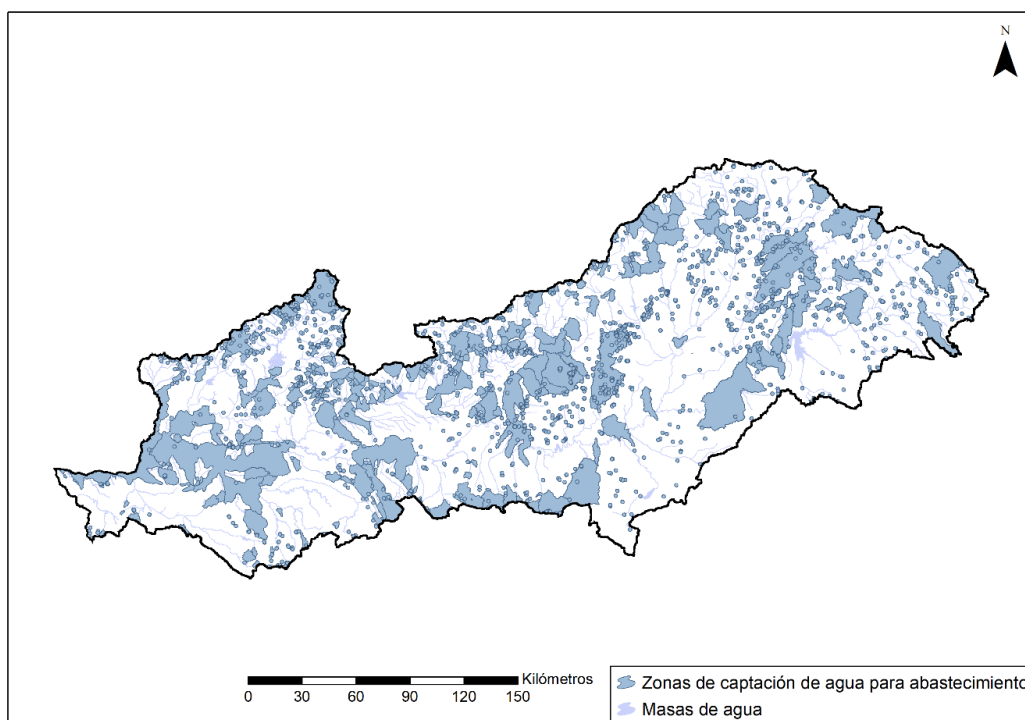 N
Kilómetros
0 30 60 90 120 150
Zonas de captación de agua para abastecimiento
Masas de agua